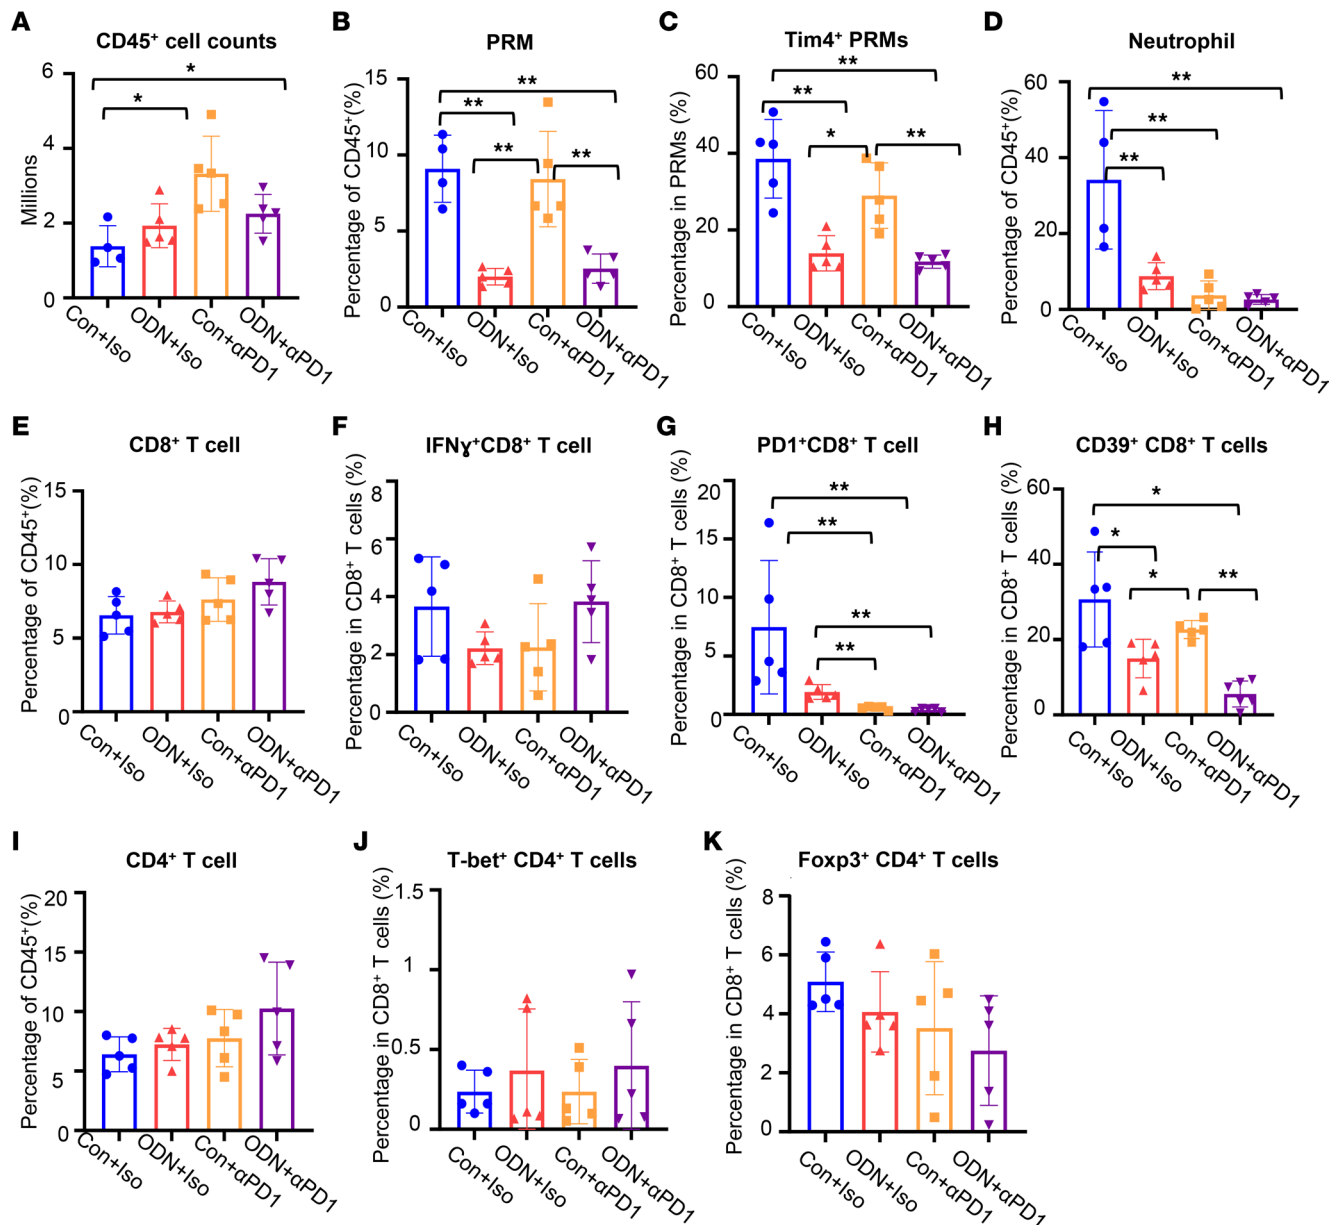 A
CD45⁺ cell counts
Millions
6
4
2
0
*
*
Con+Iso
ODN+Iso
Con+αPD1
ODN+αPD1
B
PRM
Percentage of CD45⁺(%)
15
10
5
0
**
**
**
**
Con+Iso
ODN+Iso
Con+αPD1
ODN+αPD1
C
Tim4⁺ PRMs
Percentage in PRMs (%)
60
40
20
0
**
**
*
**
Con+Iso
ODN+Iso
Con+αPD1
ODN+αPD1
D
Neutrophil
Percentage of CD45⁺(%)
60
40
20
0
**
**
**
Con+Iso
ODN+Iso
Con+αPD1
ODN+αPD1
E
CD8⁺ T cell
Percentage of CD45⁺(%)
15
10
5
0
Con+Iso
ODN+Iso
Con+αPD1
ODN+αPD1
F
IFNɣ⁺CD8⁺ T cell
Percentage in CD8⁺ T cells (%)
8
6
4
2
0
Con+Iso
ODN+Iso
Con+αPD1
ODN+αPD1
G
PD1⁺CD8⁺ T cell
Percentage in CD8⁺ T cells (%)
20
15
10
5
0
**
**
**
**
Con+Iso
ODN+Iso
Con+αPD1
ODN+αPD1
H
CD39⁺ CD8⁺ T cells
Percentage in CD8⁺ T cells (%)
60
40
20
0
*
*
*
**
Con+Iso
ODN+Iso
Con+αPD1
ODN+αPD1
I
CD4⁺ T cell
Percentage of CD45⁺(%)
20
15
10
5
0
Con+Iso
ODN+Iso
Con+αPD1
ODN+αPD1
J
T-bet⁺ CD4⁺ T cells
Percentage in CD8⁺ T cells (%)
1.5
1
0.5
0
Con+Iso
ODN+Iso
Con+αPD1
ODN+αPD1
K
Foxp3⁺ CD4⁺ T cells
Percentage in CD8⁺ T cells (%)
8
6
4
2
0
Con+Iso
ODN+Iso
Con+αPD1
ODN+αPD1